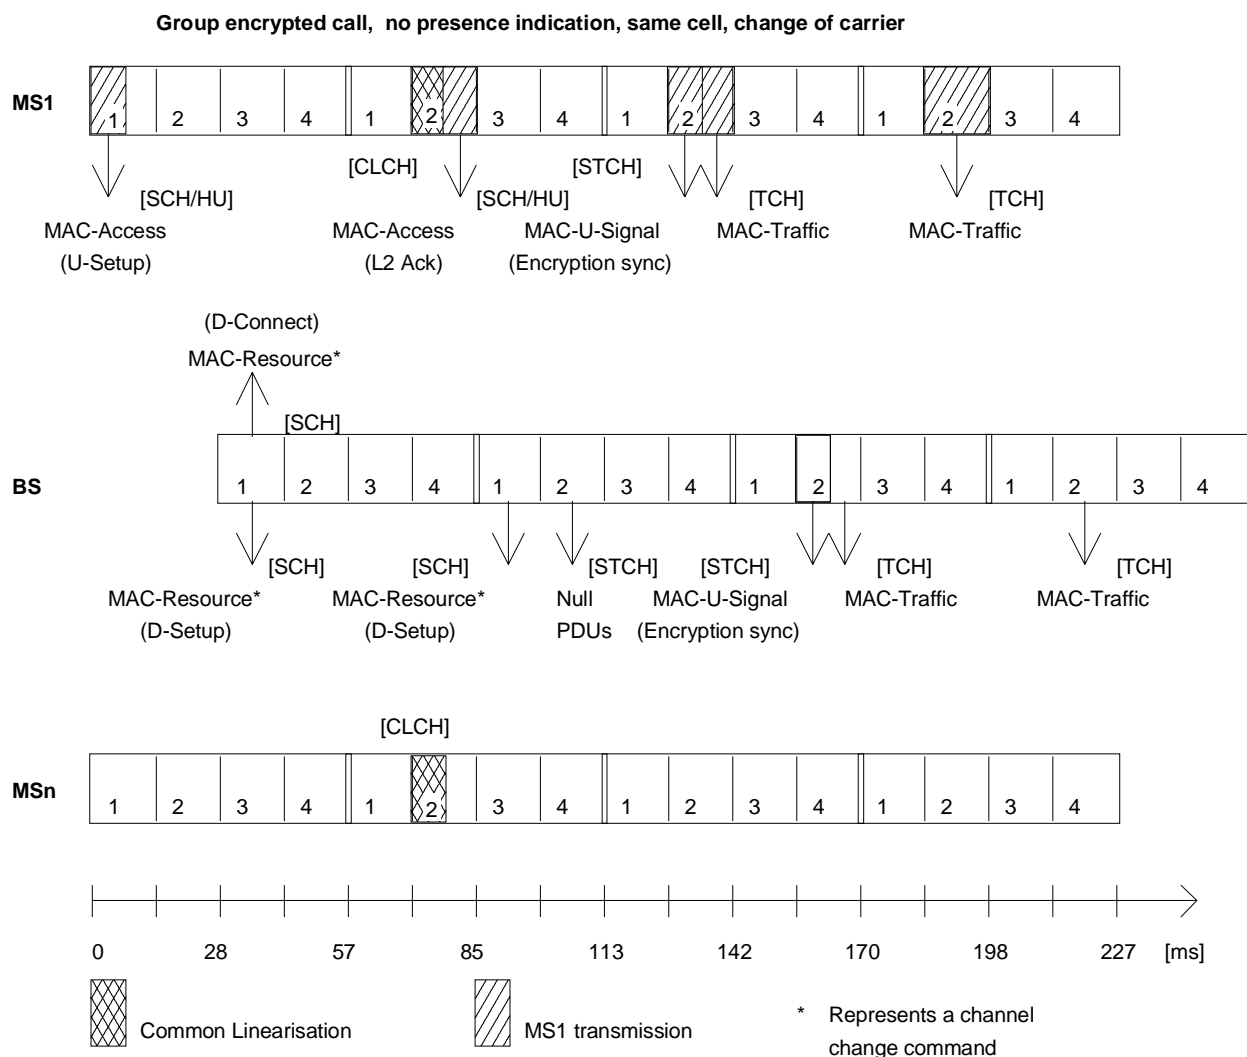 Group encrypted call, no presence indication, same cell, change of carrier
MS1
1 2 3 4 1 2 3 4 1 2 3 4 1 2 3 4
[CLCH] [STCH]
[SCH/HU] [SCH/HU] [TCH] [TCH]
MAC-Access MAC-Access MAC-U-Signal MAC-Traffic MAC-Traffic
(U-Setup) (L2 Ack) (Encryption sync)
(D-Connect)
MAC-Resource*
[SCH]
BS
1 2 3 4 1 2 3 4 1 2 3 4 1 2 3 4
[SCH] [SCH] [STCH] [STCH] [TCH] [TCH]
MAC-Resource* MAC-Resource* Null MAC-U-Signal MAC-Traffic MAC-Traffic
(D-Setup) (D-Setup) PDUs (Encryption sync)
[CLCH]
MSn
1 2 3 4 1 2 3 4 1 2 3 4 1 2 3 4
0 28 57 85 113 142 170 198 227 [ms]
Common Linearisation
MS1 transmission
* Represents a channel
change command